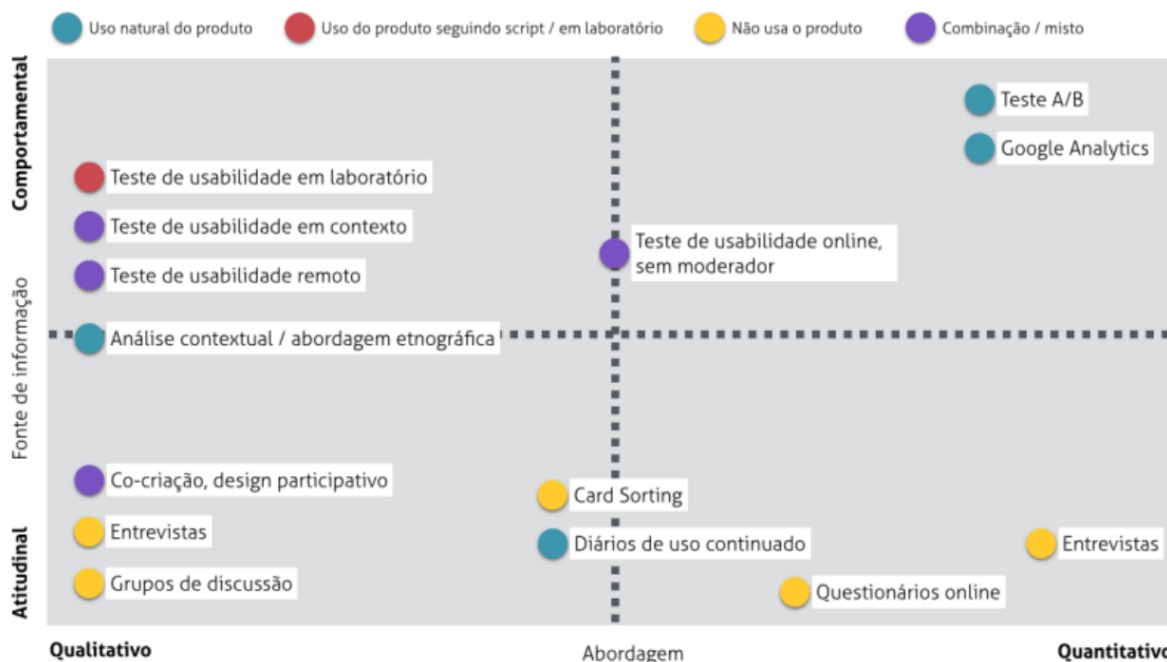 Uso natural do produto
Uso do produto seguindo script / em laboratório
Não usa o produto
Combinação / misto
Comportamental
Fonte de informação
Atitudinal
Teste A/B
Google Analytics
Teste de usabilidade em laboratório
Teste de usabilidade em contexto
Teste de usabilidade online,
sem moderador
Teste de usabilidade remoto
Análise contextual / abordagem etnográfica
Co-criação, design participativo
Card Sorting
Entrevistas
Diários de uso continuado
Entrevistas
Grupos de discussão
Questionários online
Qualitativo
Abordagem
Quantitativo